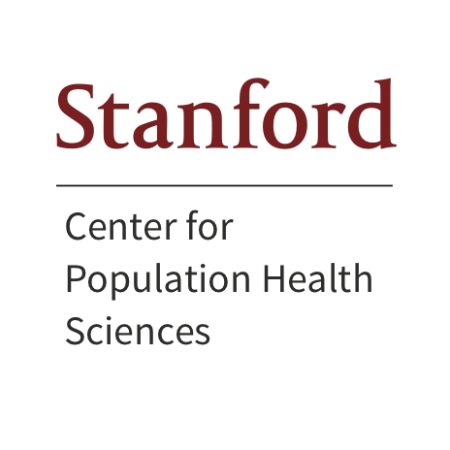 Stanford
Center for
Population Health
Sciences